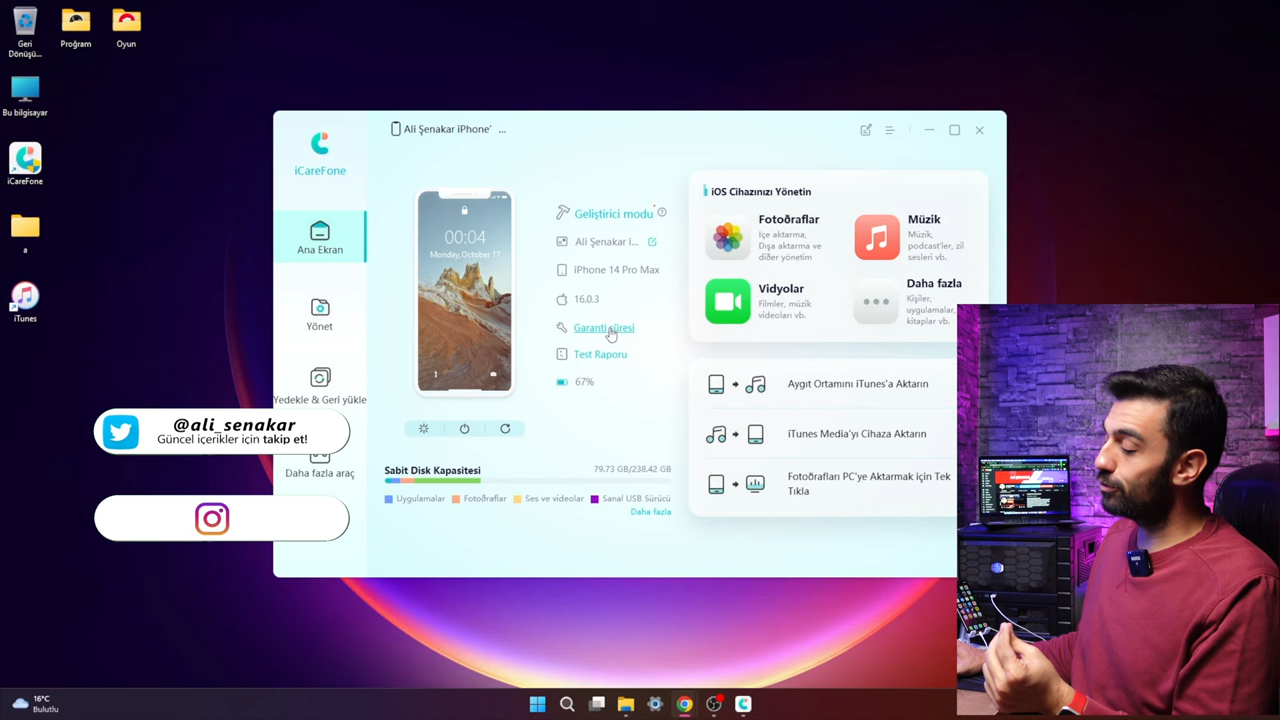 Geri
Dönüşü...
Proğram
Oyun
Bu bilgisayar
iCareFone
a
iTunes
Ali Şenakar iPhone' ...
iCareFone
Ana Ekran
Yönet
Yedekle & Geri yükle
Daha fazla araç
00:04
Monday,October 17
Geliştirici modu
Ali Şenakar i...
iPhone 14 Pro Max
16.0.3
Garanti süresi
Test Raporu
67%
Sabit Disk Kapasitesi
79.73 GB/238.42 GB
Uygulamalar
Fotoğraflar
Ses ve videolar
Sanal USB Sürücü
Daha fazla
iOS Cihazınızı Yönetin
Fotoðraflar
Içe aktarma,
Dışa aktarma ve
diðer yönetim
Müzik
Müzik,
podcast'ler, zil
sesleri vb.
Vidyolar
Filmler, müzik
videoları vb.
Daha fazla
Kişiler,
uygulamalar,
kitaplar vb.
Aygıt Ortamını iTunes'a Aktarın
iTunes Media'yı Cihaza Aktarın
Fotoğrafları PC'ye Aktarmak için Tek
Tıkla
@ali_senakar
Güncel içerikler için takip et!
16°C
Bulutlu